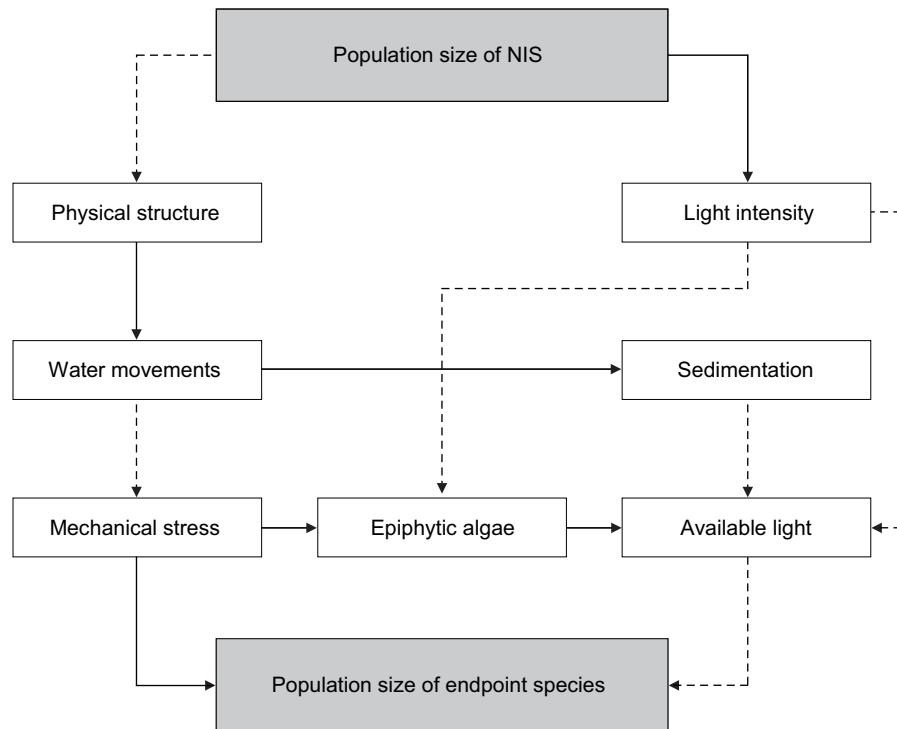 Population size of NIS
Physical structure
Light intensity
Water movements
Sedimentation
Mechanical stress
Epiphytic algae
Available light
Population size of endpoint species